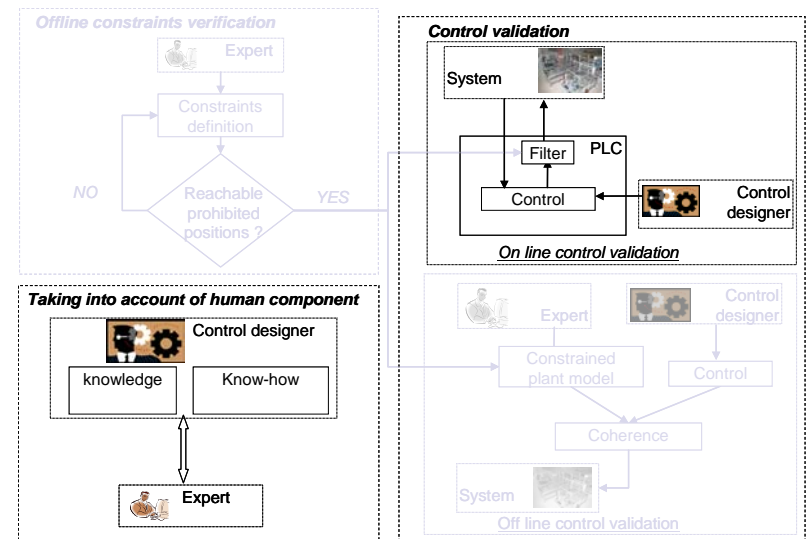 Offline constraints verification
Expert
Constraints
definition
NO
Reachable
prohibited
positions ?
YES
Taking into account of human component
Control designer
knowledge
Know-how
Expert
Control validation
System
Filter
PLC
Control
Control
designer
On line control validation
Expert
Control
designer
Constrained
plant model
Control
Coherence
System
Off line control validation